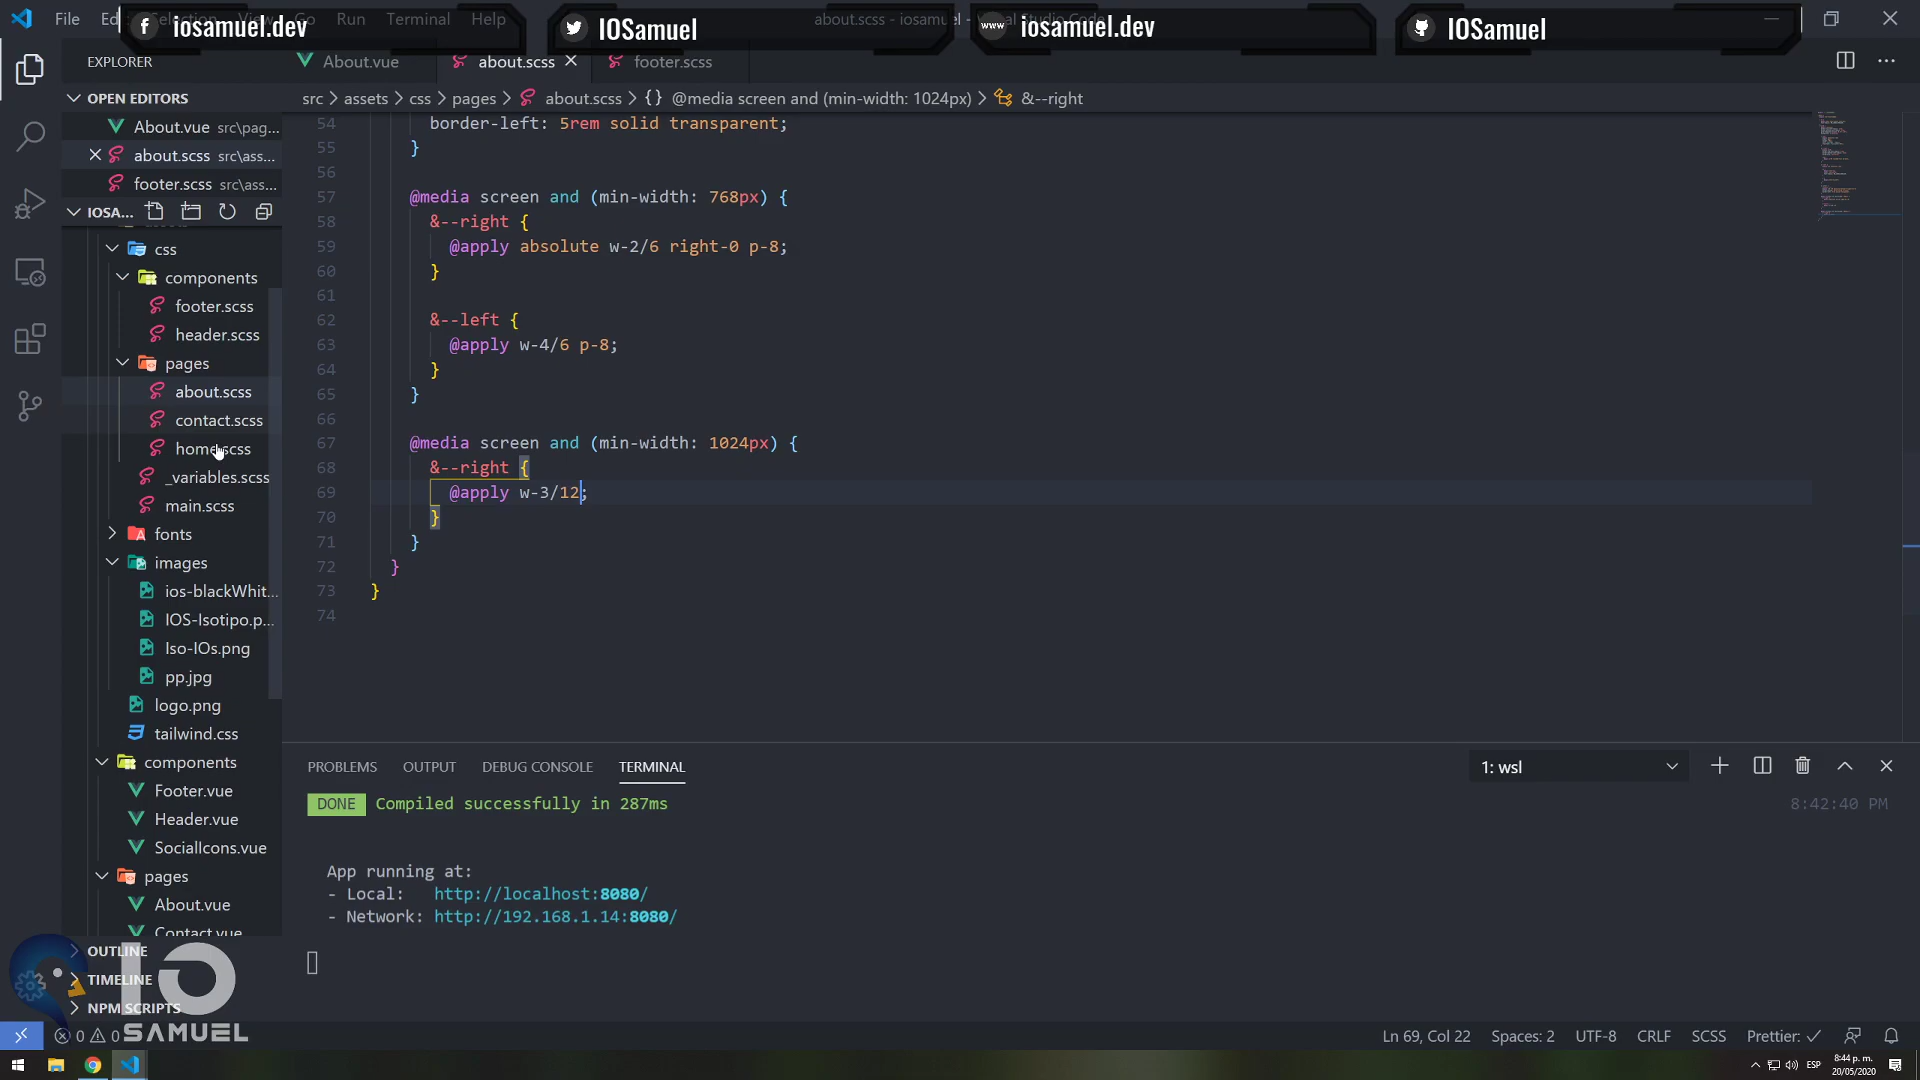 File Ed Selection View Go Run Terminal Help about.scss - iosamuel - Visual Studio Code
Iosamuel.dev
IOSamuel
www iosamuel.dev
IOSamuel
EXPLORER
About.vue about.scss footer.scss
OPEN EDITORS
About.vue src\pag...
about.scss src\ass...
footer.scss src\ass...
IOSA...
css
components
footer.scss
header.scss
pages
about.scss
contact.scss
home.scss
_variables.scss
main.scss
fonts
images
ios-blackWhit...
IOS-Isotipo.p...
Iso-IOs.png
pp.jpg
logo.png
tailwind.css
components
Footer.vue
Header.vue
SocialIcons.vue
pages
About.vue
Contact.vue
OUTLINE
TIMELINE
NPM SCRIPTS
IO
SAMUEL
src > assets > css > pages > about.scss > {} @media screen and (min-width: 1024px) > &--right
54 border-left: 5rem solid transparent;
55 }
56
57 @media screen and (min-width: 768px) {
58 &--right {
59 @apply absolute w-2/6 right-0 p-8;
60 }
61
62 &--left {
63 @apply w-4/6 p-8;
64 }
65 }
66
67 @media screen and (min-width: 1024px) {
68 &--right {
69 @apply w-3/12;
70 }
71 }
72 }
73 }
74
PROBLEMS OUTPUT DEBUG CONSOLE TERMINAL 1: wsl
DONE Compiled successfully in 287ms 8:42:40 PM
App running at:
- Local: http://localhost:8080/
- Network: http://192.168.1.14:8080/
0 0 Ln 69, Col 22 Spaces: 2 UTF-8 CRLF SCSS Prettier: ✓
ESP 8:44 p. m.
20/05/2020